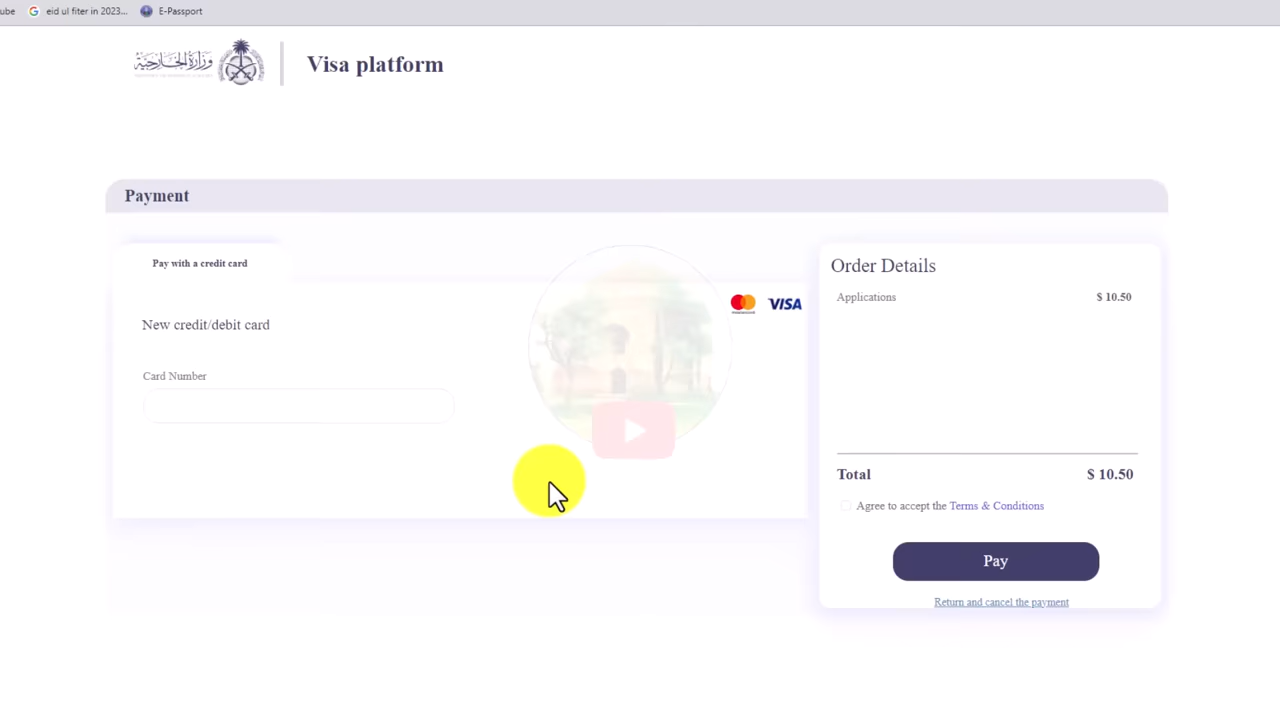 ube
eid ul fiter in 2023...
E-Passport
وزارة الخارجية
Visa platform
Payment
Pay with a credit card
New credit/debit card
VISA
Card Number
Order Details
Applications
$ 10.50
Total
$ 10.50
Agree to accept the Terms & Conditions
Pay
Return and cancel the payment